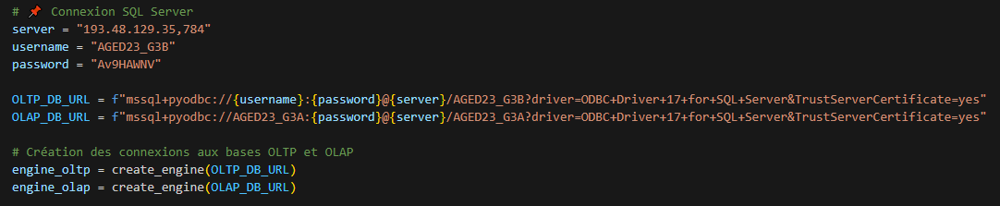 # 📌 Connexion SQL Server
server = "193.48.129.35,784"
username = "AGED23_G3B"
password = "Av9HAWNV"
OLTP_DB_URL = f"mssql+pyodbc://{username}:{password}@{server}/AGED23_G3B?driver=ODBC+Driver+17+for+SQL+Server&TrustServerCertificate=yes"
OLAP_DB_URL = f"mssql+pyodbc://AGED23_G3A:{password}@{server}/AGED23_G3A?driver=ODBC+Driver+17+for+SQL+Server&TrustServerCertificate=yes"
# Création des connexions aux bases OLTP et OLAP
engine_oltp = create_engine(OLTP_DB_URL)
engine_olap = create_engine(OLAP_DB_URL)